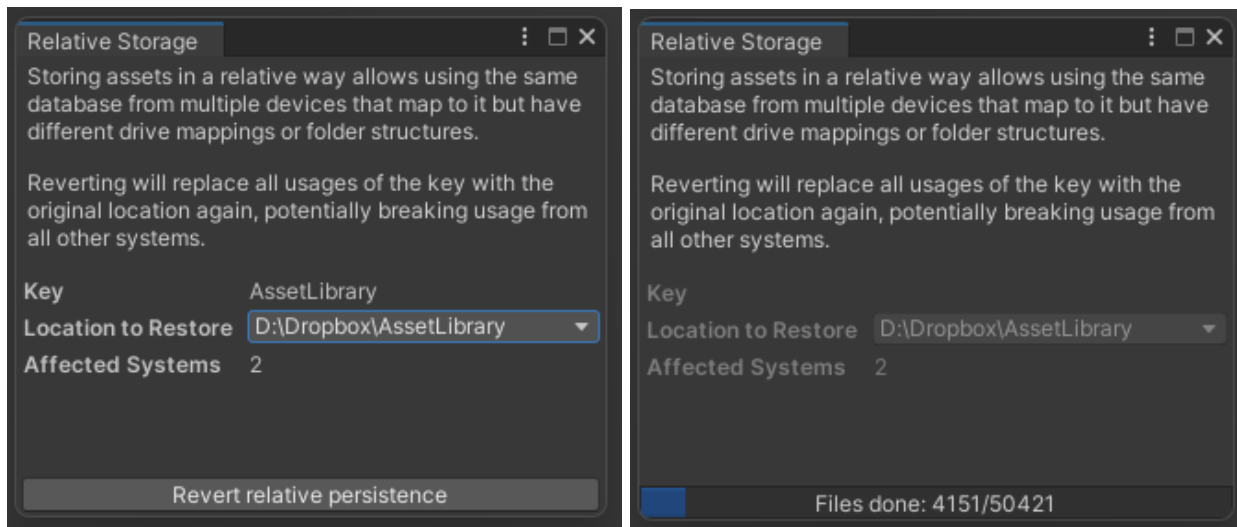 Relative Storage
Storing assets in a relative way allows using the same
database from multiple devices that map to it but have
different drive mappings or folder structures.
Reverting will replace all usages of the key with the
original location again, potentially breaking usage from
all other systems.
Key AssetLibrary
Location to Restore D:\Dropbox\AssetLibrary
Affected Systems 2
Revert relative persistence
Relative Storage
Storing assets in a relative way allows using the same
database from multiple devices that map to it but have
different drive mappings or folder structures.
Reverting will replace all usages of the key with the
original location again, potentially breaking usage from
all other systems.
Key
Location to Restore D:\Dropbox\AssetLibrary
Affected Systems 2
Files done: 4151/50421